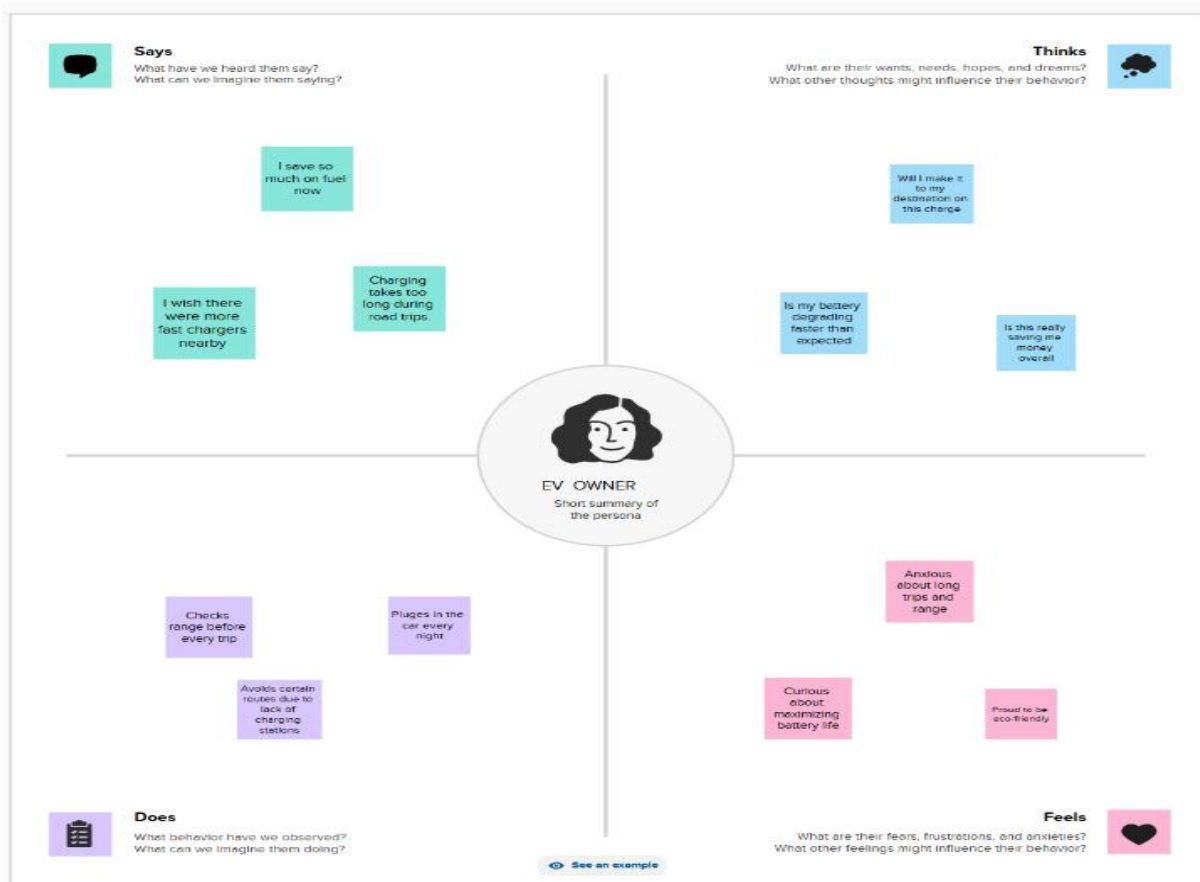 Says
What have we heard them say?
What can we imagine them saying?
Thinks
What are their wants, needs, hopes, and dreams?
What other thoughts might influence their behavior?
I save so
much on fuel
now
I wish there
were more
fast chargers
nearby
Charging
takes too
long during
road trips.
Will I make it
to my
destination on
this charge
Is my battery
degrading
faster than
expected
Is this really
saving me
money
overall
EV OWNER
Short summary of
the persona
Checks
range before
every trip
Pluges in the
car every
night
Avoids certain
routes due to
lack of
charging
stations
Anxious
about long
trips and
range
Curious
about
maximizing
battery life
Proud to be
eco-friendly
Does
What behavior have we observed?
What can we imagine them doing?
Feels
What are their fears, frustrations, and anxieties?
What other feelings might influence their behavior?
See an example